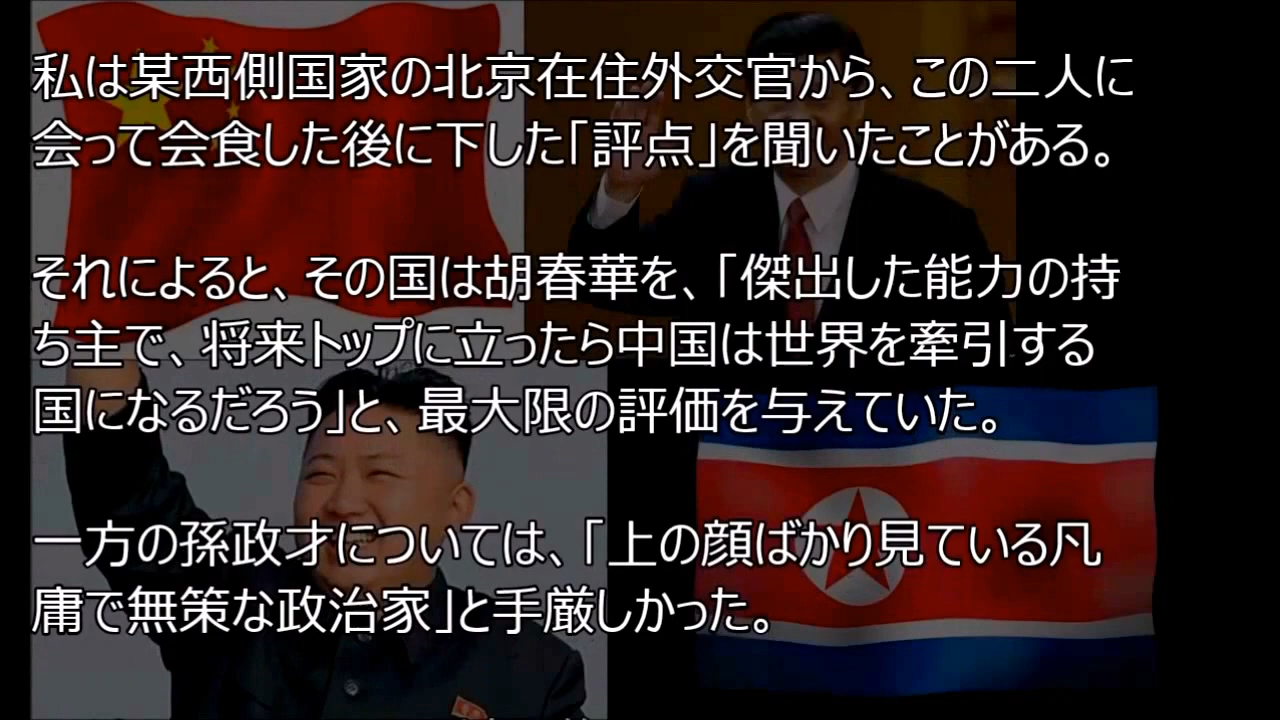 私は某西側国家の北京在住外交官から、この二人に
会って会食した後に下した「評点」を聞いたことがある。
それによると、その国は胡春華を、「傑出した能力の持
ち主で、将来トップに立ったら中国は世界を牽引する
国になるだろう」と、最大限の評価を与えていた。
一方の孫政才については、「上の顔ばかり見ている凡
庸で無策な政治家」と手厳しかった。